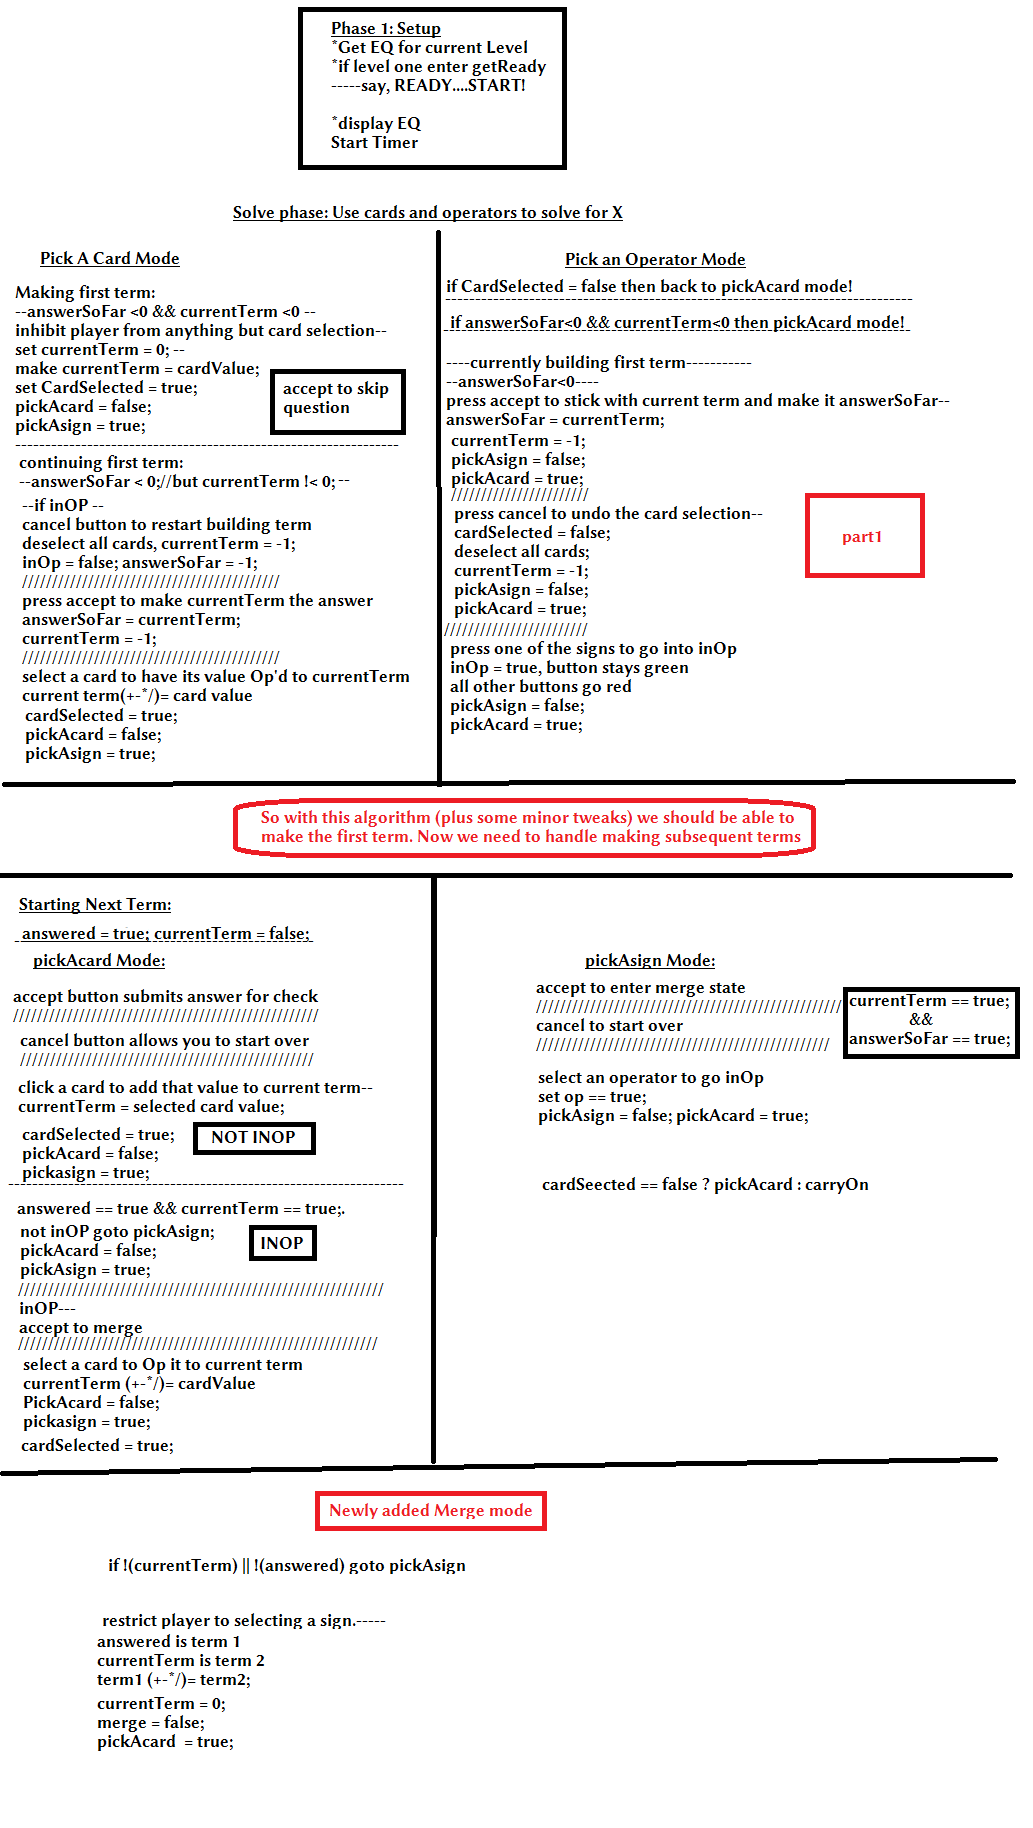 Phase 1: Setup
*Get EQ for current Level
*if level one enter getReady
-----say, READY....START!
*display EQ
Start Timer
Solve phase: Use cards and operators to solve for X
Pick A Card Mode
Making first term:
--answerSoFar <0 && currentTerm <0 --
inhibit player from anything but card selection--
set currentTerm = 0; --
make currentTerm = cardValue;
set CardSelected = true;
pickAcard = false;
pickAsign = true;
accept to skip
question
continuing first term:
--answerSoFar < 0;//but currentTerm !< 0; --
--if inOP --
cancel button to restart building term
deselect all cards, currentTerm = -1;
inOp = false; answerSoFar = -1;
///////////////////////////////////////////
press accept to make currentTerm the answer
answerSoFar = currentTerm;
currentTerm = -1;
///////////////////////////////////////////
select a card to have its value Op'd to currentTerm
current term(+-*/)= card value
cardSelected = true;
pickAcard = false;
pickAsign = true;
Pick an Operator Mode
if CardSelected = false then back to pickAcard mode!
if answerSoFar<0 && currentTerm<0 then pickAcard mode!
----currently building first term-----------
--answerSoFar<0----
press accept to stick with current term and make it answerSoFar--
answerSoFar = currentTerm;
currentTerm = -1;
pickAsign = false;
pickAcard = true;
///////////////////////
press cancel to undo the card selection--
cardSelected = false;
deselect all cards;
currentTerm = -1;
pickAsign = false;
pickAcard = true;
////////////////////////
press one of the signs to go into inOp
inOp = true, button stays green
all other buttons go red
pickAsign = false;
pickAcard = true;
part1
So with this algorithm (plus some minor tweaks) we should be able to
make the first term. Now we need to handle making subsequent terms
Starting Next Term:
answered = true; currentTerm = false;
pickAcard Mode:
accept button submits answer for check
///////////////////////////////////////////////////
cancel button allows you to start over
/////////////////////////////////////////////////
click a card to add that value to current term--
currentTerm = selected card value;
cardSelected = true;
pickAcard = false;
pickasign = true;
NOT INOP
answered == true && currentTerm == true;.
not inOP goto pickAsign;
pickAcard = false;
pickAsign = true;
INOP
/////////////////////////////////////////////////////////////
inOP---
accept to merge
////////////////////////////////////////////////////////////
select a card to Op it to current term
currentTerm (+-*/)= cardValue
PickAcard = false;
pickasign = true;
cardSelected = true;
pickAsign Mode:
accept to enter merge state
///////////////////////////////////////////////////
cancel to start over
/////////////////////////////////////////////////
currentTerm == true;
&&
answerSoFar == true;
select an operator to go inOp
set op == true;
pickAsign = false; pickAcard = true;
cardSeected == false ? pickAcard : carryOn
Newly added Merge mode
if !(currentTerm) || !(answered) goto pickAsign
restrict player to selecting a sign.-----
answered is term 1
currentTerm is term 2
term1 (+-*/)= term2;
currentTerm = 0;
merge = false;
pickAcard = true;